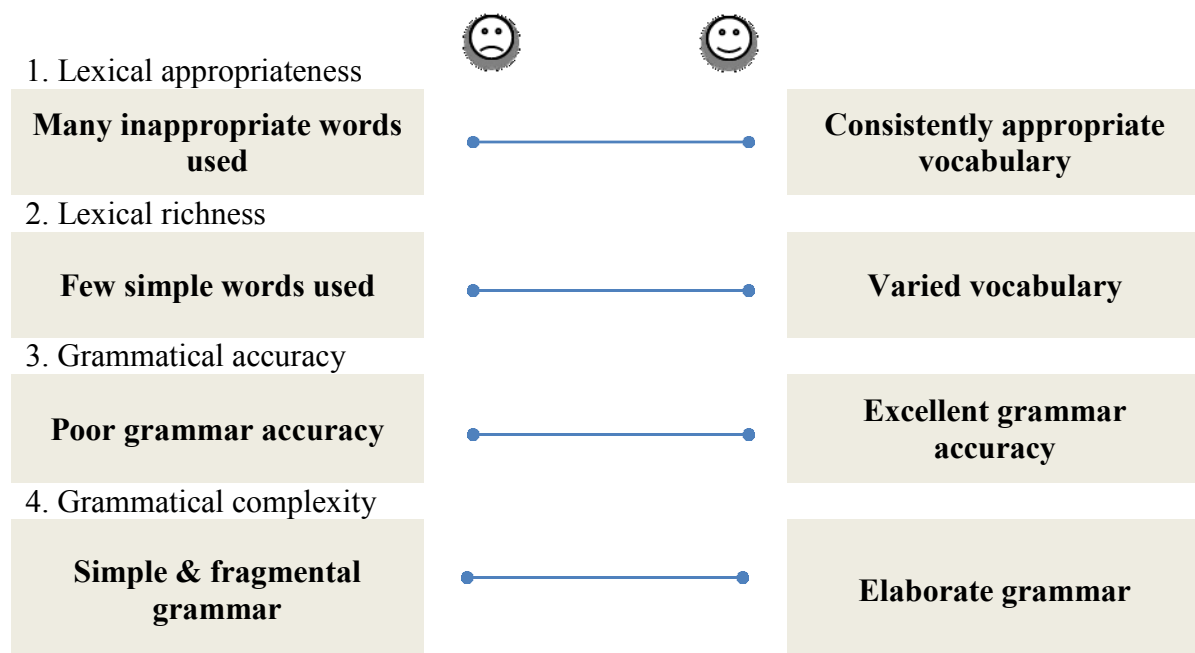 1. Lexical appropriateness
Many inappropriate words
used
Consistently appropriate
vocabulary
2. Lexical richness
Few simple words used
Varied vocabulary
3. Grammatical accuracy
Poor grammar accuracy
Excellent grammar
accuracy
4. Grammatical complexity
Simple & fragmental
grammar
Elaborate grammar